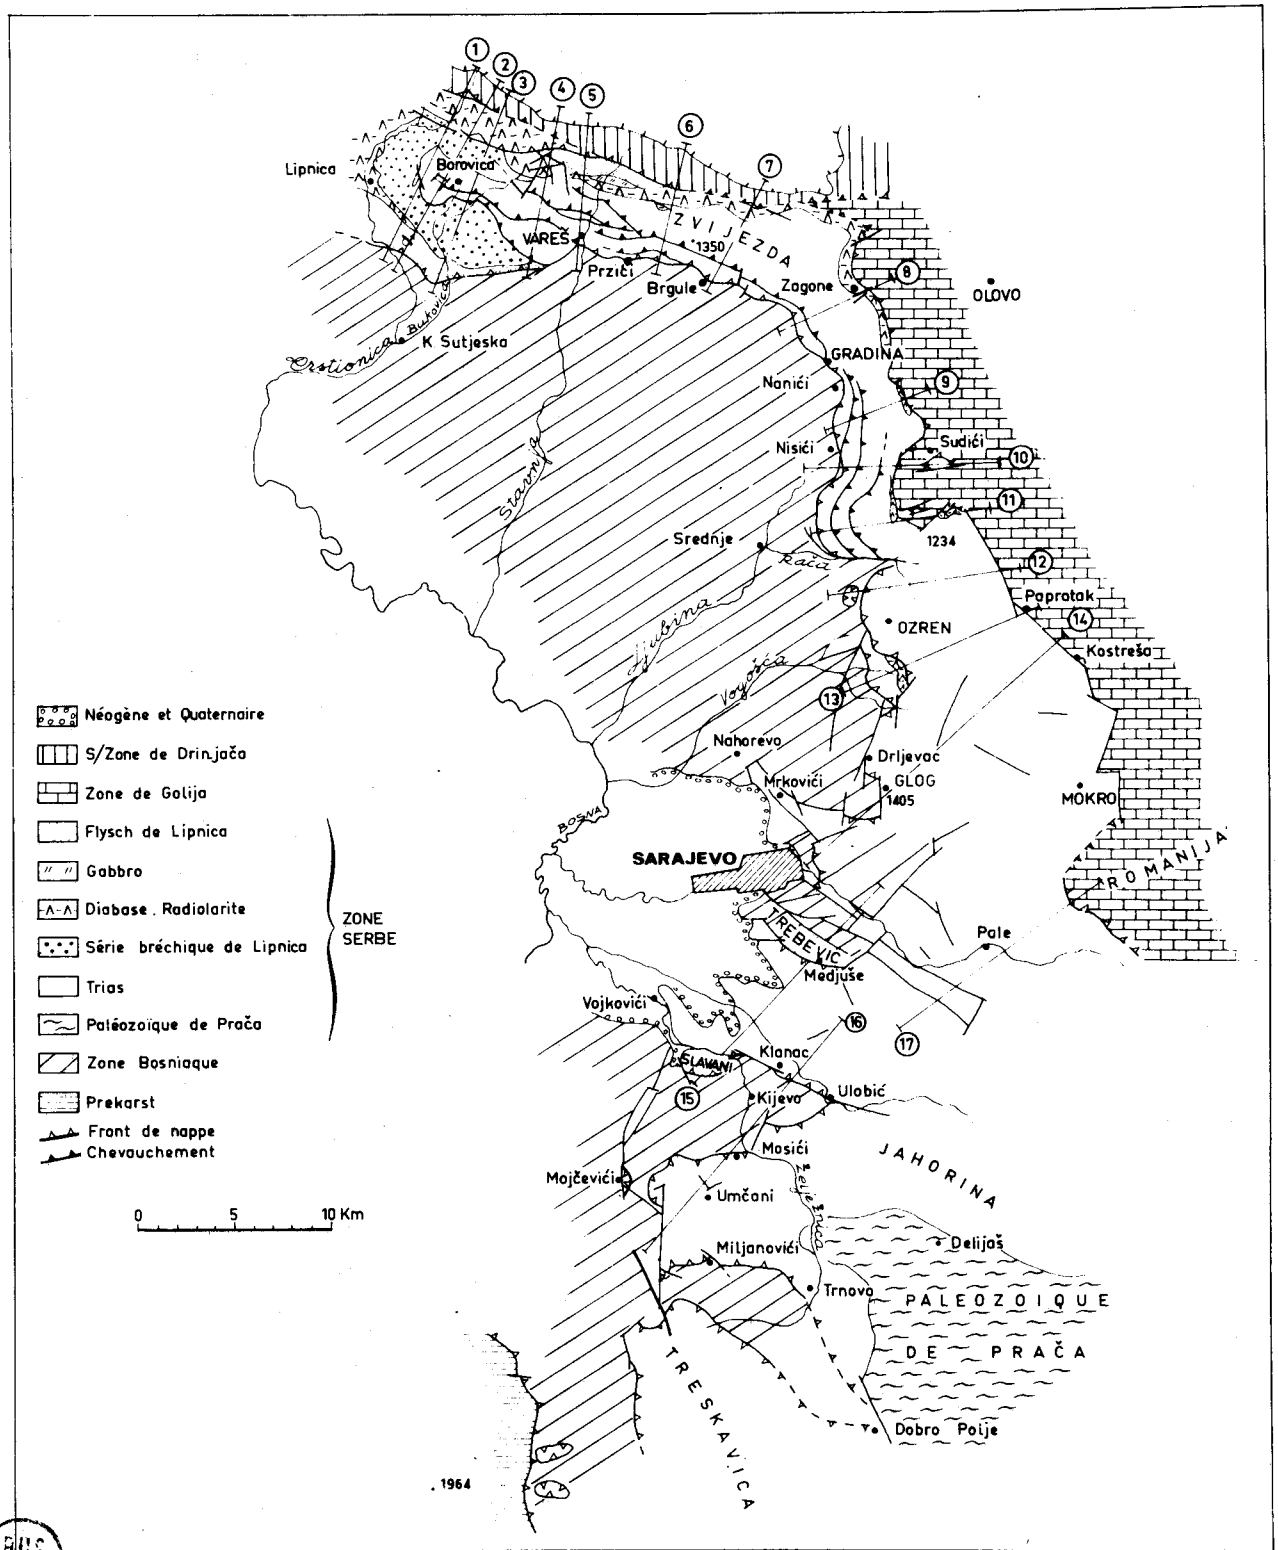 1
2
3
4
5
6
7
Lipnica
Borovica
ZVIJEZDA
VAREŠ
1350
Przići
Brgule
Zagone
8
OLOVO
Bukovica
K Sutjeska
Crstionica
GRADINA
Nanići
9
Stavnja
Nisići
Sudići
10
11
Srednje
Rača
1234
12
Paprotak
Ljubina
OZREN
14
Kostreša
Vogošća
13
Néogène et Quaternaire
S/Zone de Drinjača
Zone de Golija
Flysch de Lipnica
Gabbro
Diabase. Radiolarite
Série bréchique de Lipnica
Trias
Paléozoïque de Prača
Zone Bosniaque
Prekarst
Front de nappe
Chevauchement
ZONE
SERBE
0 5 10 Km
Nahorevo
Drljevac
Mrkovići
GLOG
1405
MOKRO
BOSNA
SARAJEVO
ROMANIJA
TREBEVIĆ
Pale
Medjuše
Vojkovići
16
17
Klanac
SLAVANI
15
Kijevo
Ulobić
Mosići
JAHORINA
Mojčevići
Umčani
Željeznica
Miljanovići
Delijaš
Trnovo
PALEOZOIQUE
DE PRAČA
TRESKAVICA
Dobro Polje
1964